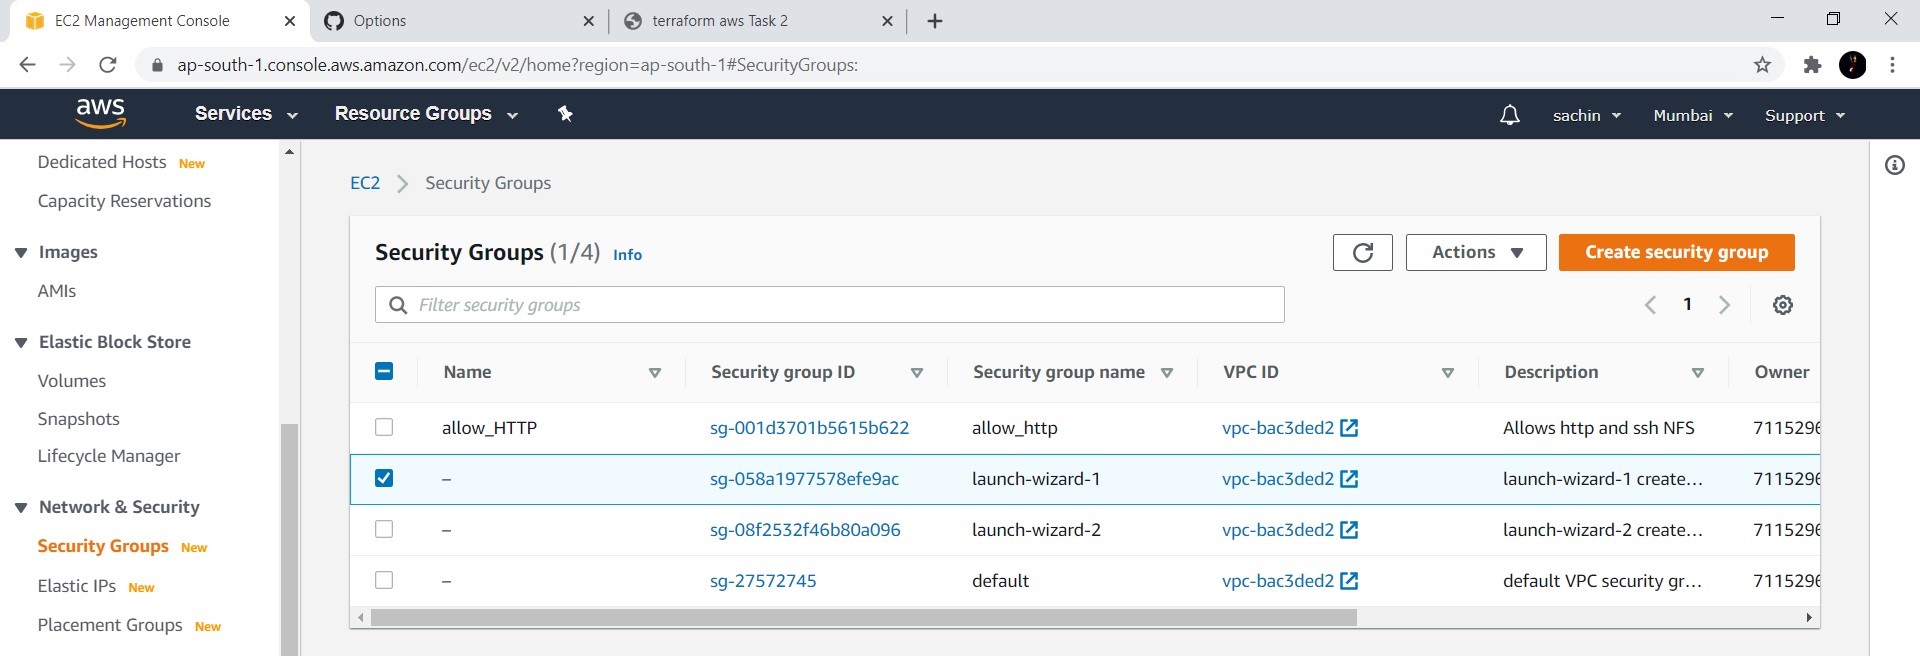 EC2 Management Console
Options
terraform aws Task 2
ap-south-1.console.aws.amazon.com/ec2/v2/home?region=ap-south-1#SecurityGroups:
aws Services Resource Groups sachin Mumbai Support
Dedicated Hosts New
Capacity Reservations
Images
AMIs
Elastic Block Store
Volumes
Snapshots
Lifecycle Manager
Network & Security
Security Groups New
Elastic IPs New
Placement Groups New
EC2 Security Groups
Security Groups (1/4) Info
Actions
Create security group
Filter security groups
1
Name Security group ID Security group name VPC ID Description Owner
allow_HTTP sg-001d3701b5615b622 allow_http vpc-bac3ded2 Allows http and ssh NFS 7115296
– sg-058a1977578efe9ac launch-wizard-1 vpc-bac3ded2 launch-wizard-1 create... 7115296
– sg-08f2532f46b80a096 launch-wizard-2 vpc-bac3ded2 launch-wizard-2 create... 7115296
– sg-27572745 default vpc-bac3ded2 default VPC security gr... 7115296